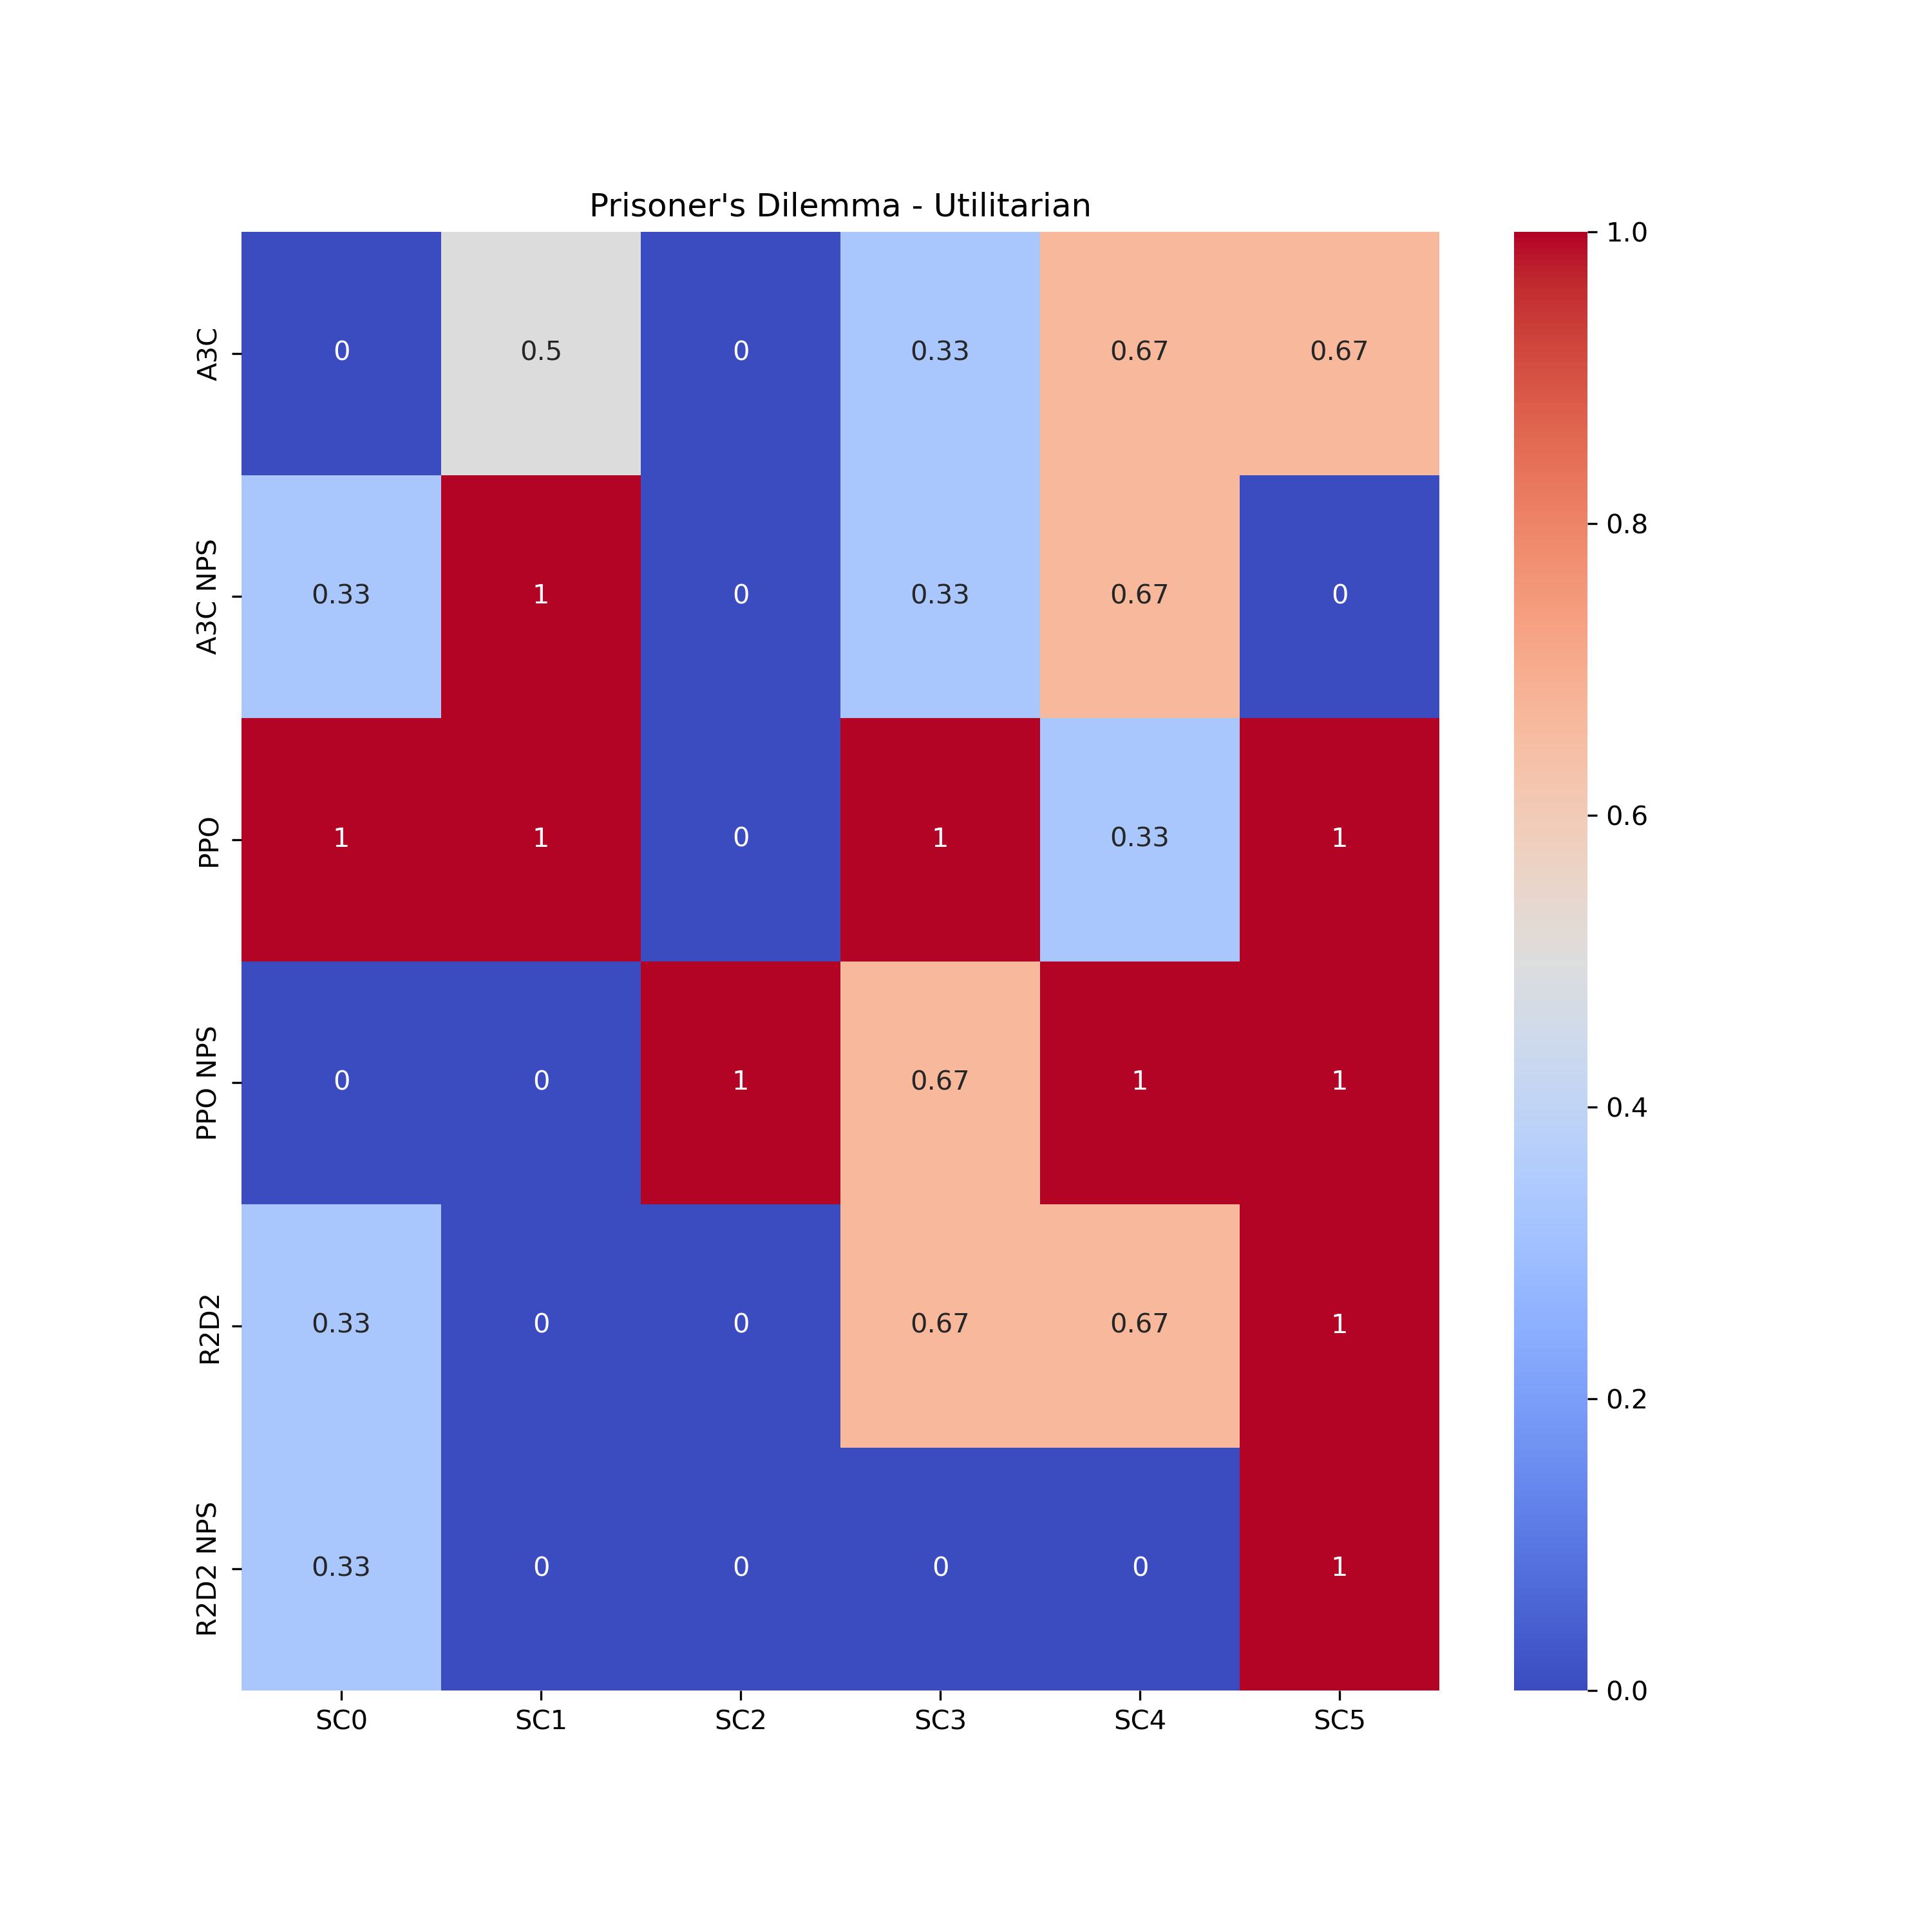 Prisoner's Dilemma - Utilitarian
A3C 0 0.5 0 0.33 0.67 0.67
A3C NPS 0.33 1 0 0.33 0.67 0
PPO 1 1 0 1 0.33 1
PPO NPS 0 0 1 0.67 1 1
R2D2 0.33 0 0 0.67 0.67 1
R2D2 NPS 0.33 0 0 0 0 1
SC0 SC1 SC2 SC3 SC4 SC5
1.0
0.8
0.6
0.4
0.2
0.0